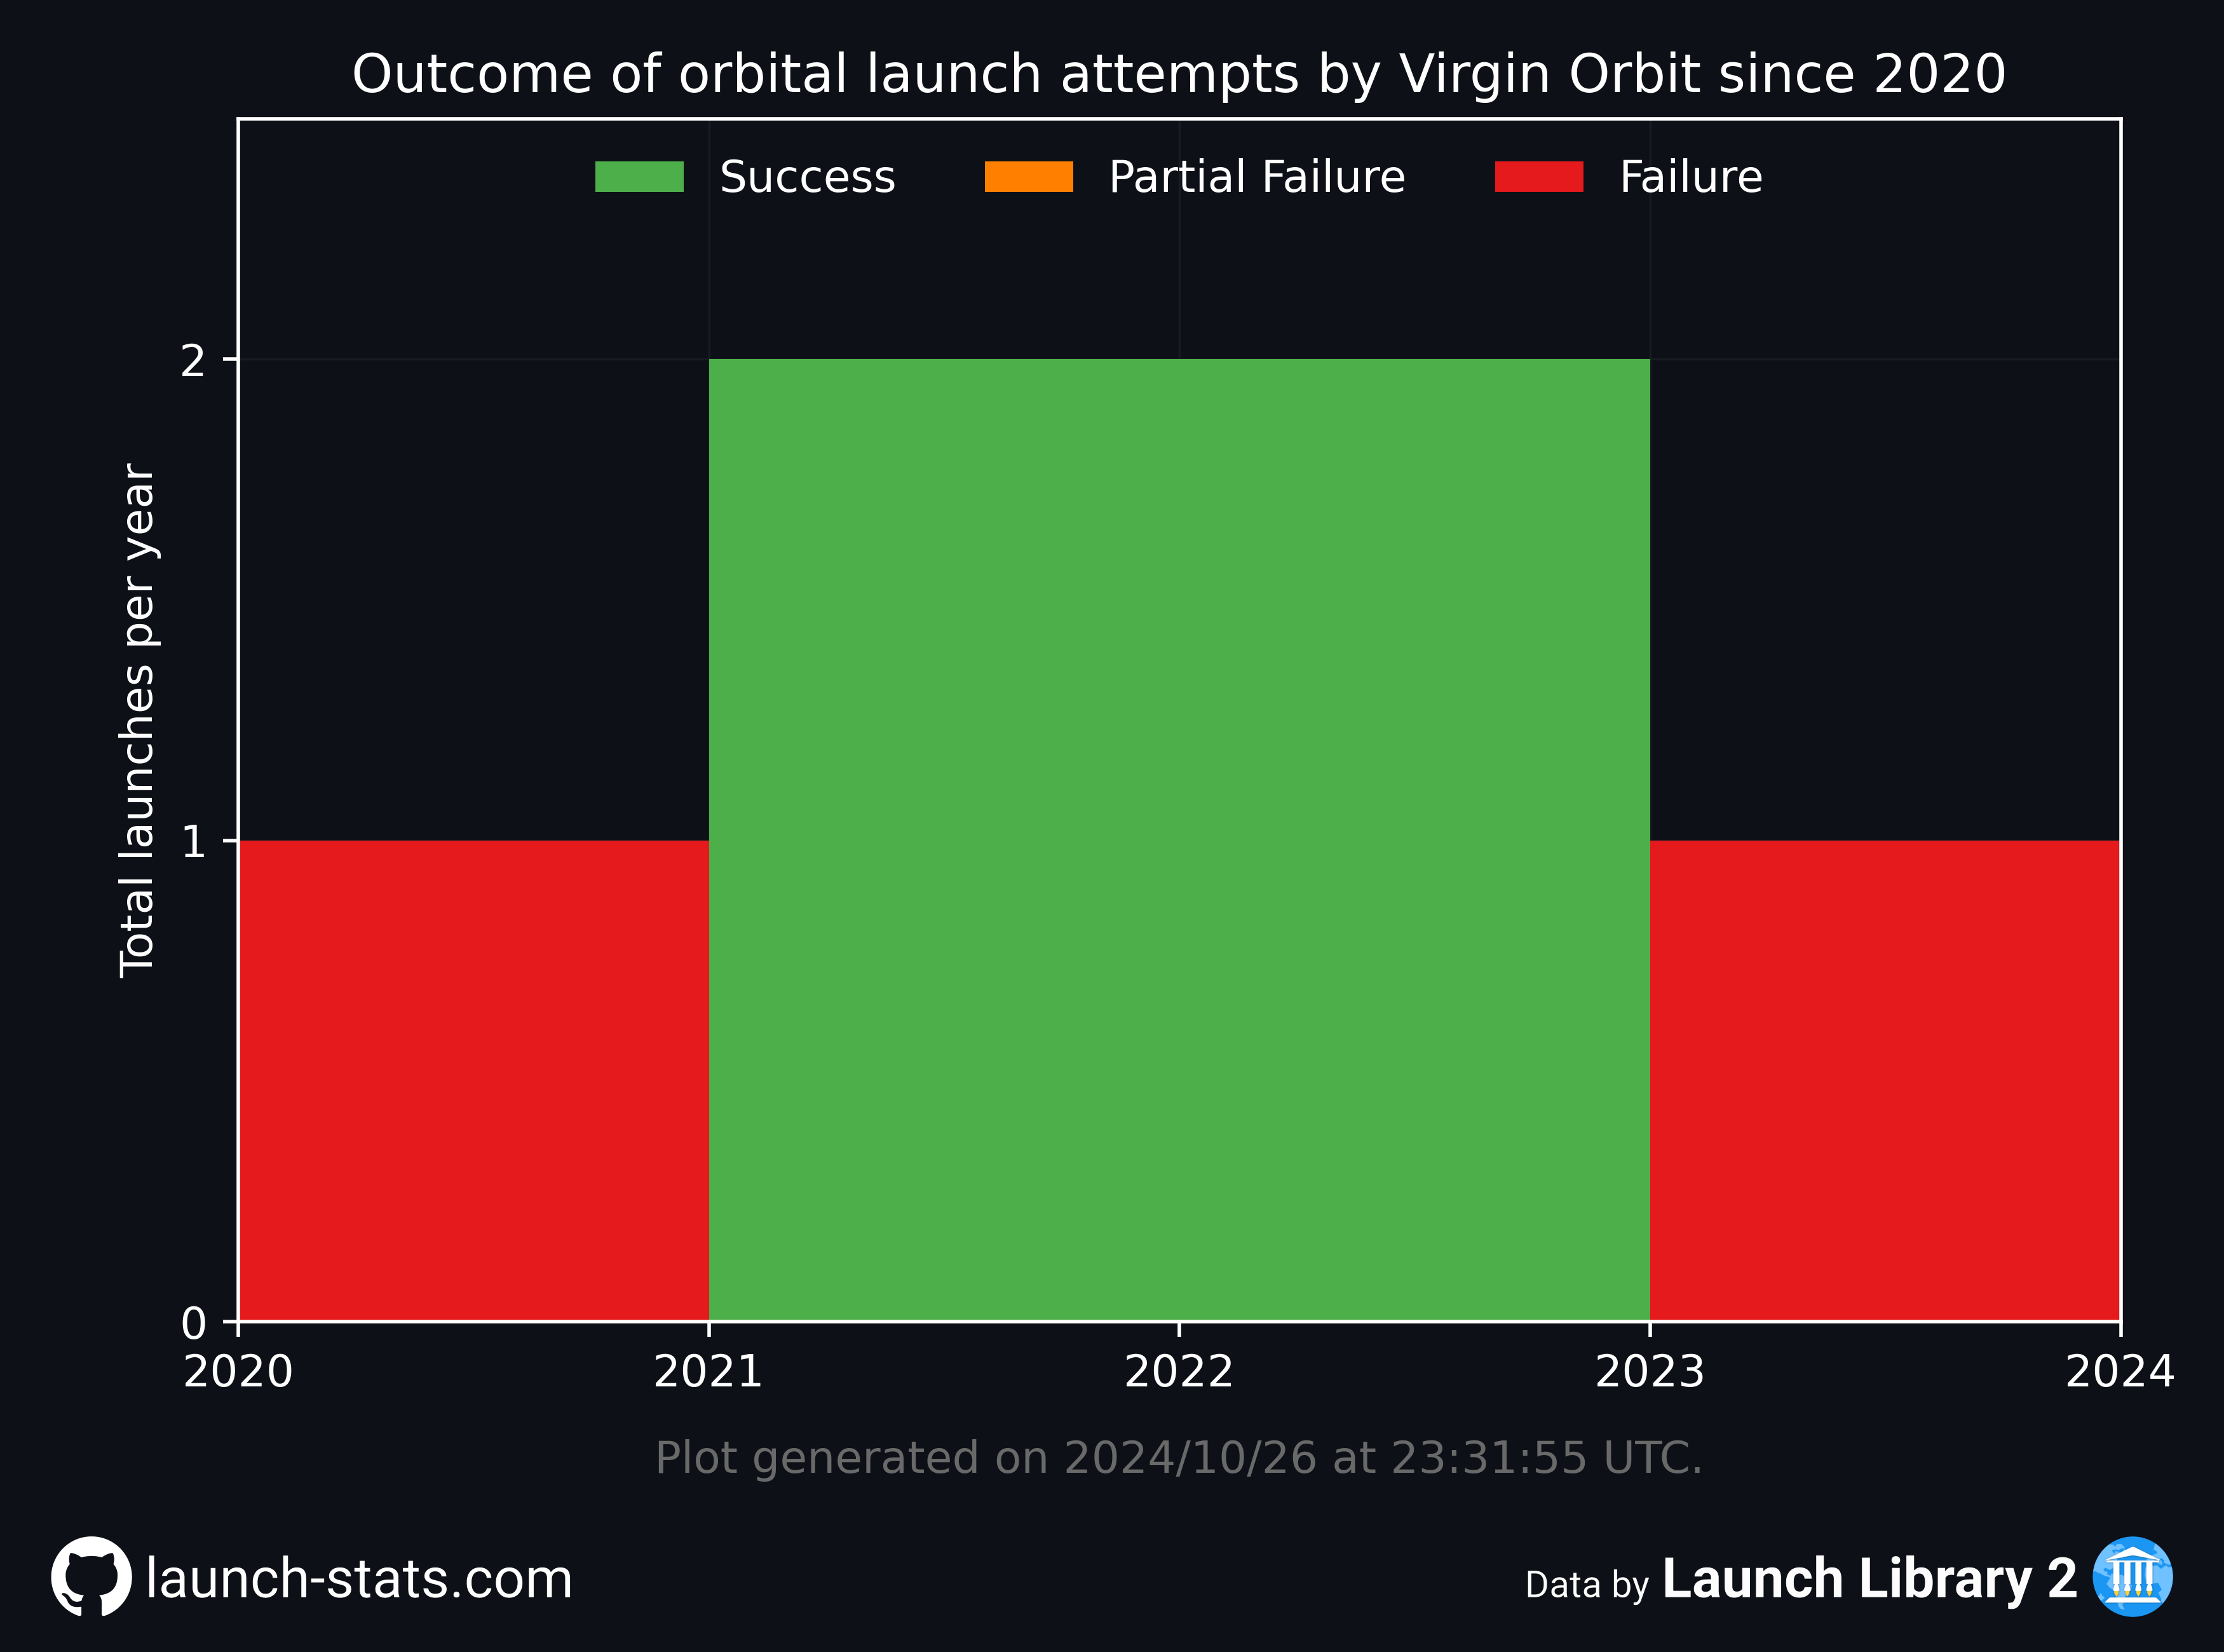 Outcome of orbital launch attempts by Virgin Orbit since 2020
Success Partial Failure Failure
Total launches per year
2
1
0
2020 2021 2022 2023 2024
Plot generated on 2024/10/26 at 23:31:55 UTC.
launch-stats.com
Data by Launch Library 2